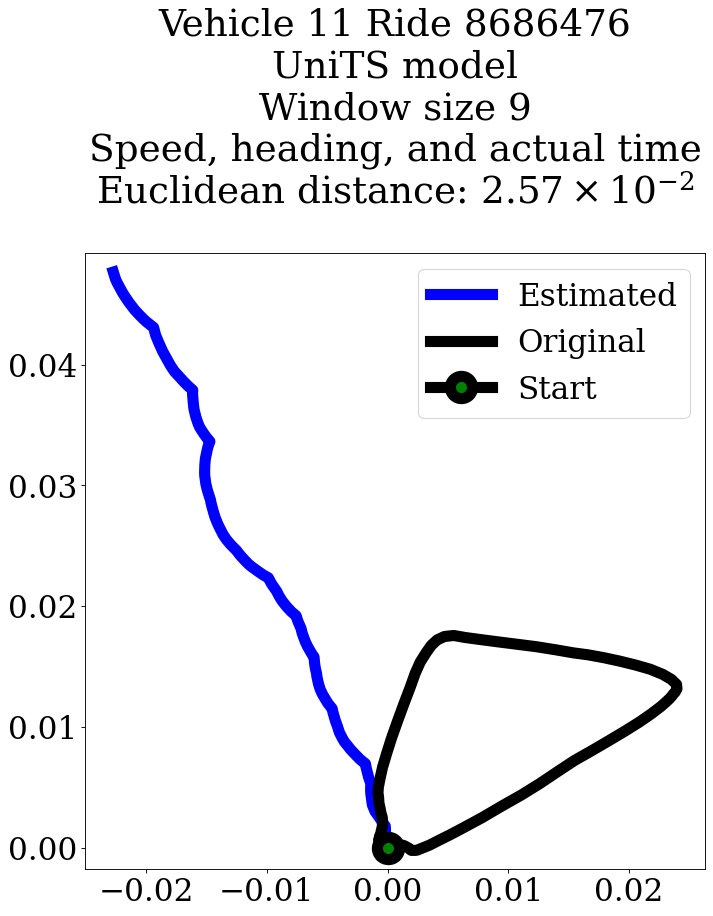 Vehicle 11 Ride 8686476
UniTS model
Window size 9
Speed, heading, and actual time
Euclidean distance: 2.57 × 10⁻²
Estimated
Original
Start
0.04
0.03
0.02
0.01
0.00
−0.02 −0.01 0.00 0.01 0.02